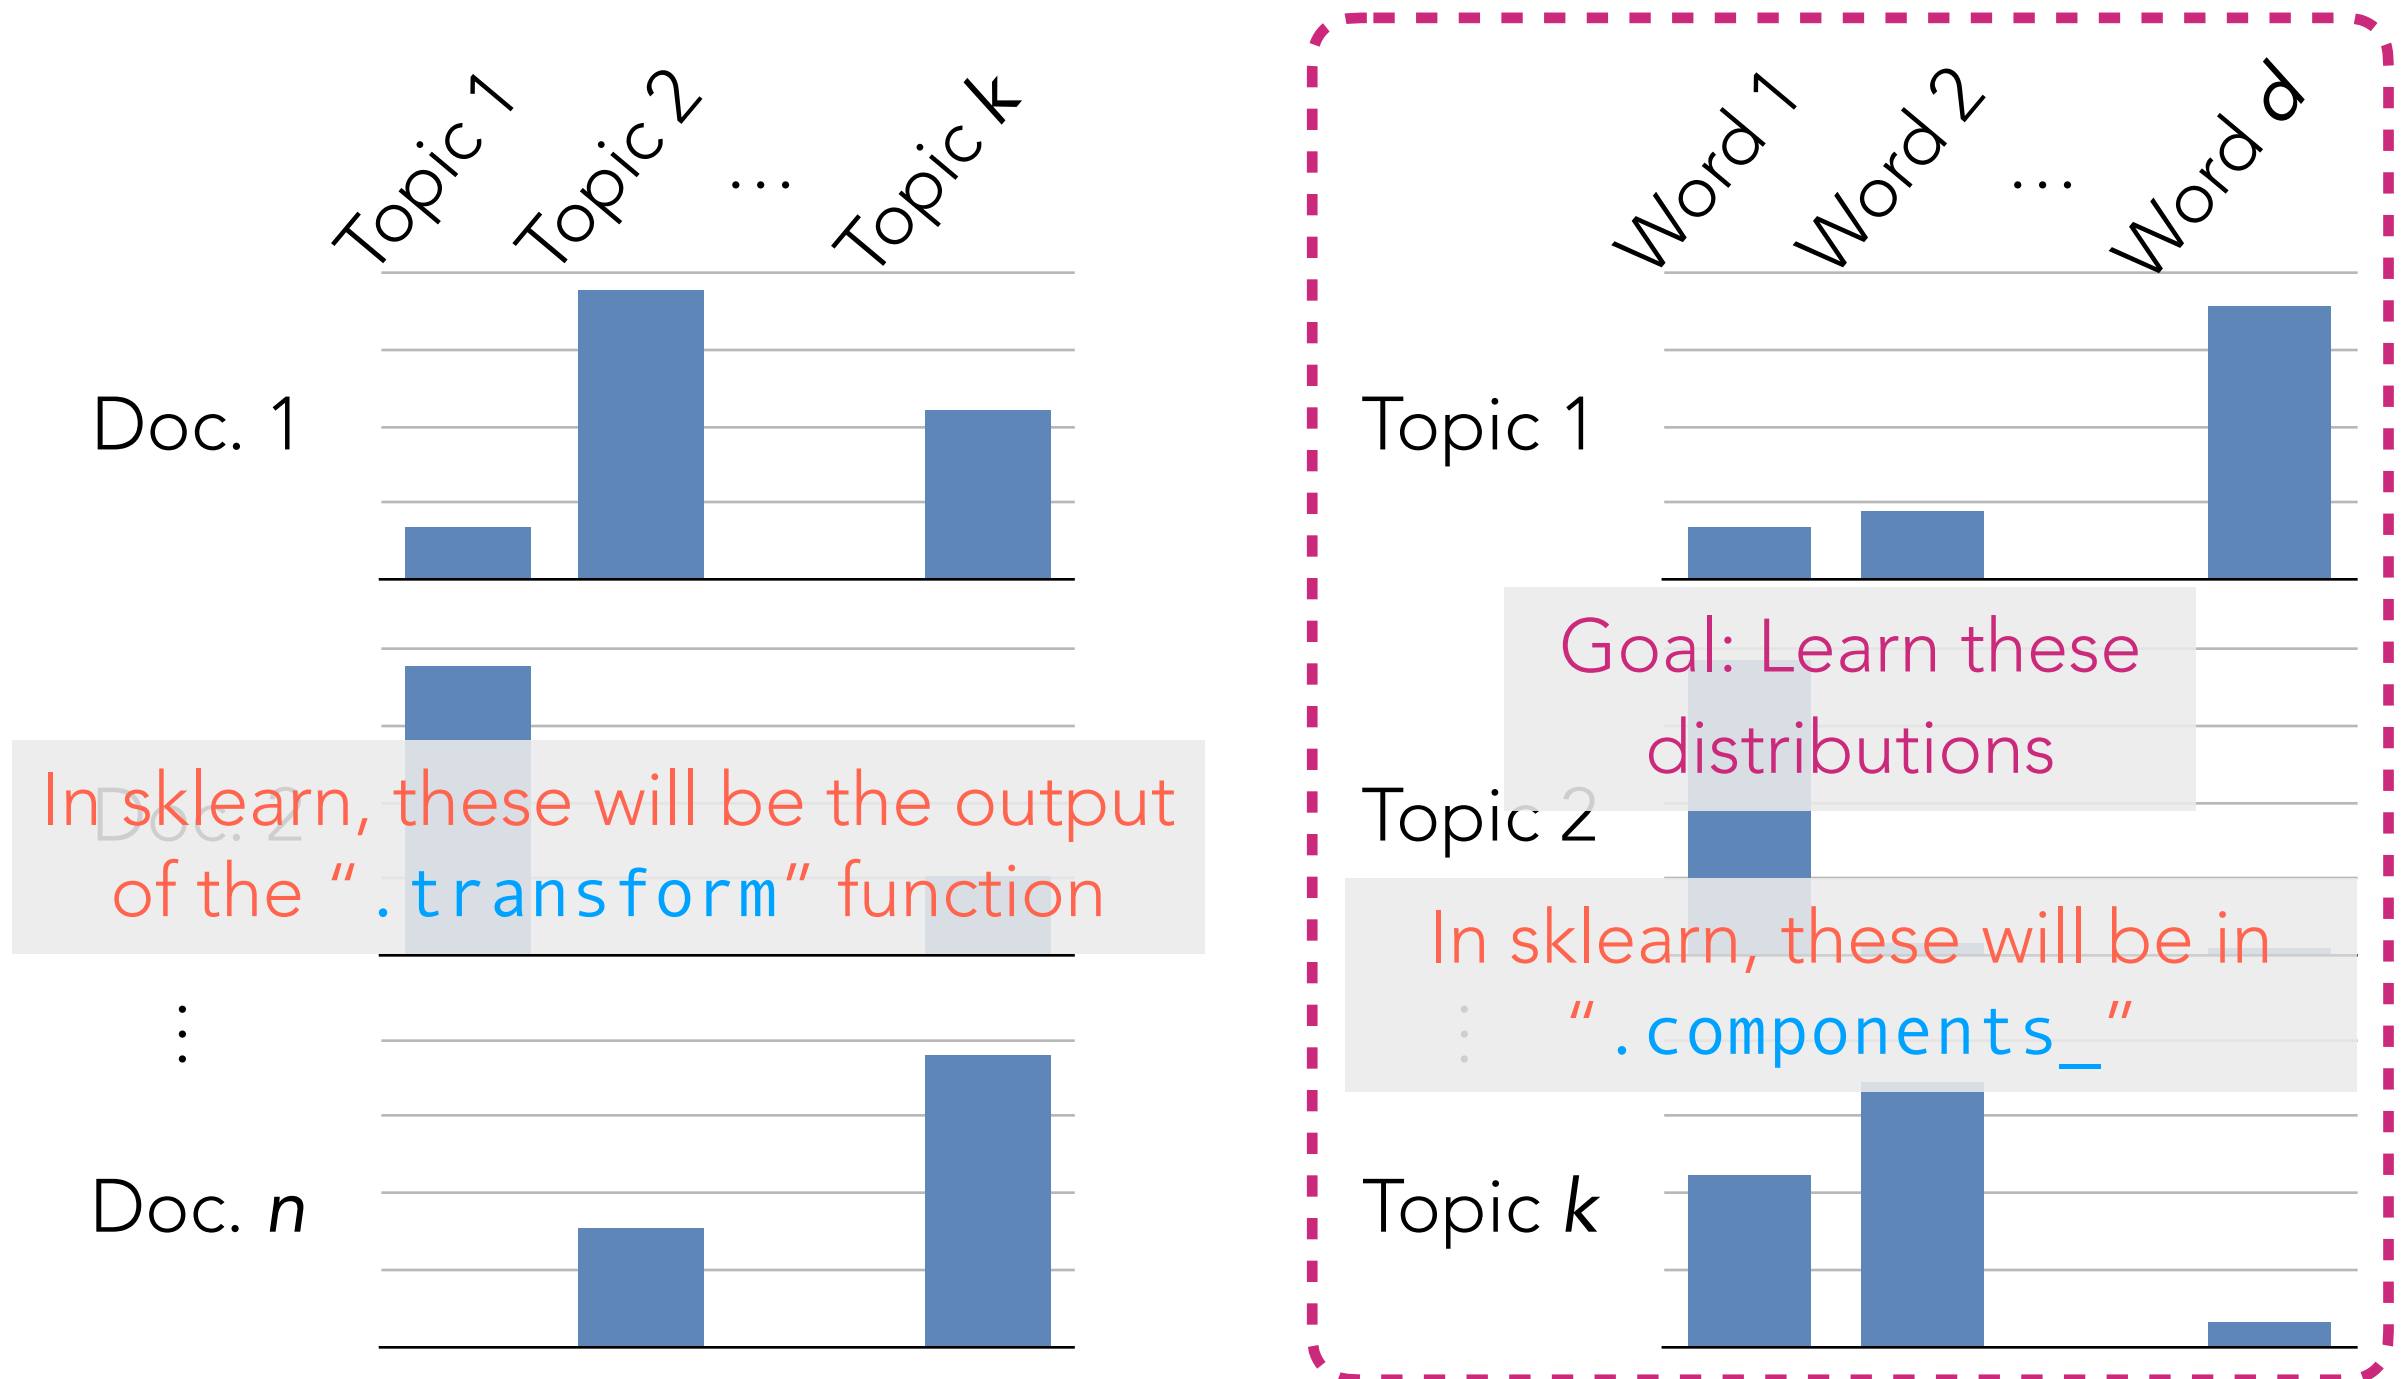 Topic 1
Topic 2
...
Topic k
Doc. 1
Doc. 2
In sklearn, these will be the output
of the “.transform“ function
⋮
Doc. n
Word 1
Word 2
...
Word d
Topic 1
Goal: Learn these
distributions
Topic 2
In sklearn, these will be in
“.components_”
⋮
Topic k